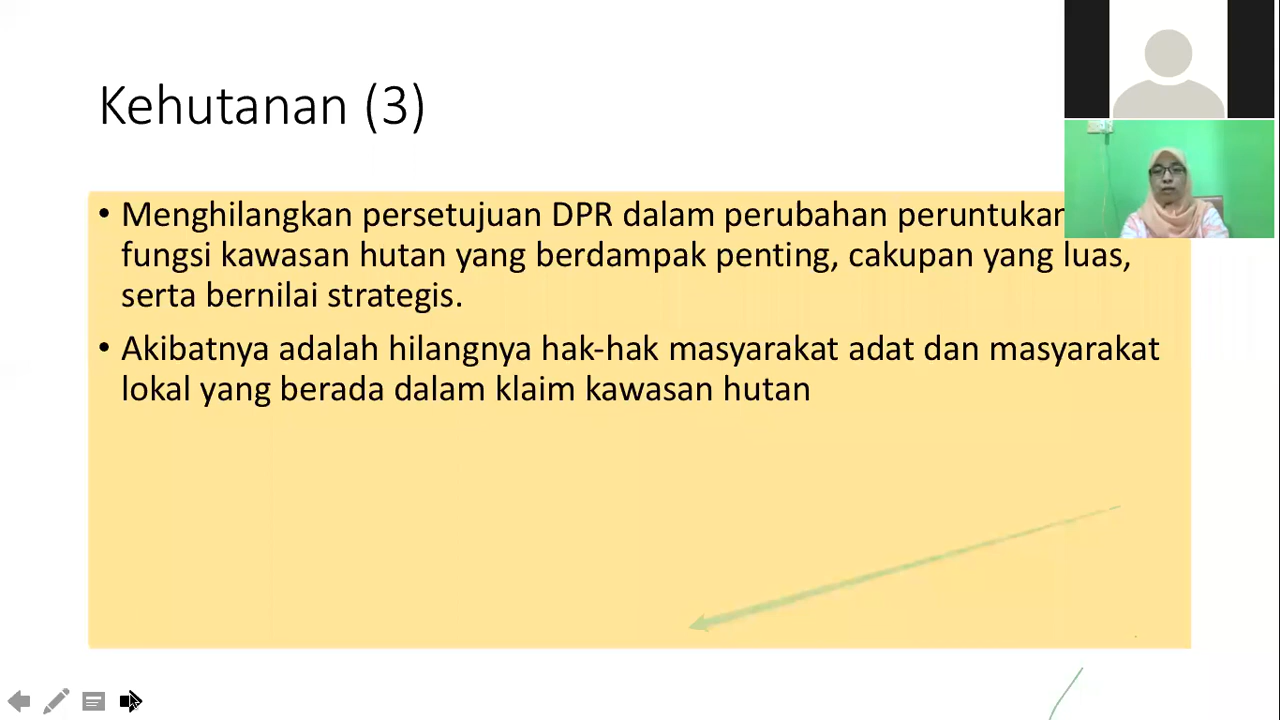 Kehutanan (3)
• Menghilangkan persetujuan DPR dalam perubahan peruntukan
fungsi kawasan hutan yang berdampak penting, cakupan yang luas,
serta bernilai strategis.
• Akibatnya adalah hilangnya hak-hak masyarakat adat dan masyarakat
lokal yang berada dalam klaim kawasan hutan